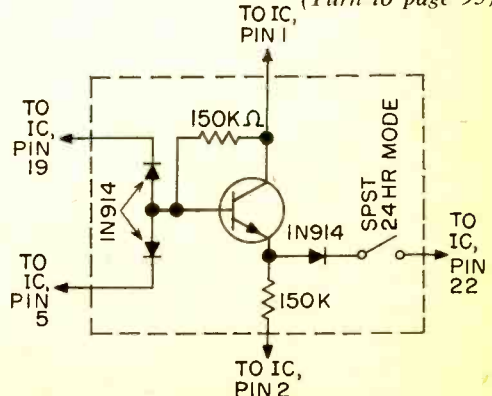 (Turn to page 95)
TO IC,
PIN 1
TO
IC,
PIN
19
150KΩ
1N914
SPST
24HR MODE
1N914
TO
IC,
PIN
22
TO
IC,
PIN
5
150K
TO IC,
PIN 2